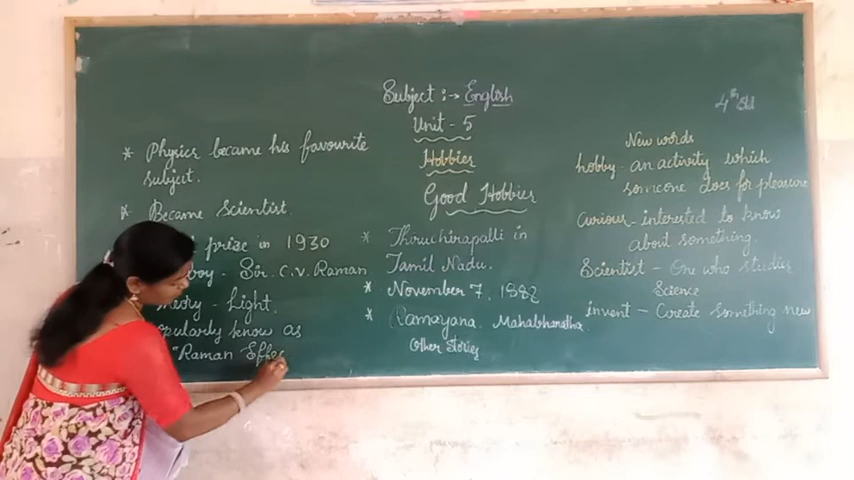 Subject :→ English
4th Std
Unit - 5
Hobbies
Good Hobbies
* Physics became his favourite
subject.
* Became Scientist.
prize in 1930
boy - Sir. C.V. Raman
Theory - Light.
opularly know as
"Raman Effec
* Thiruchirapalli in
Tamil Nadu.
* November 7, 1882
* Ramayana, Mahabharatha,
Other Stories
New words
hobby - an activity which
someone does for pleasure
Curious - interested to know
about something.
Scientist - One who studies
Science
invent - Create something new